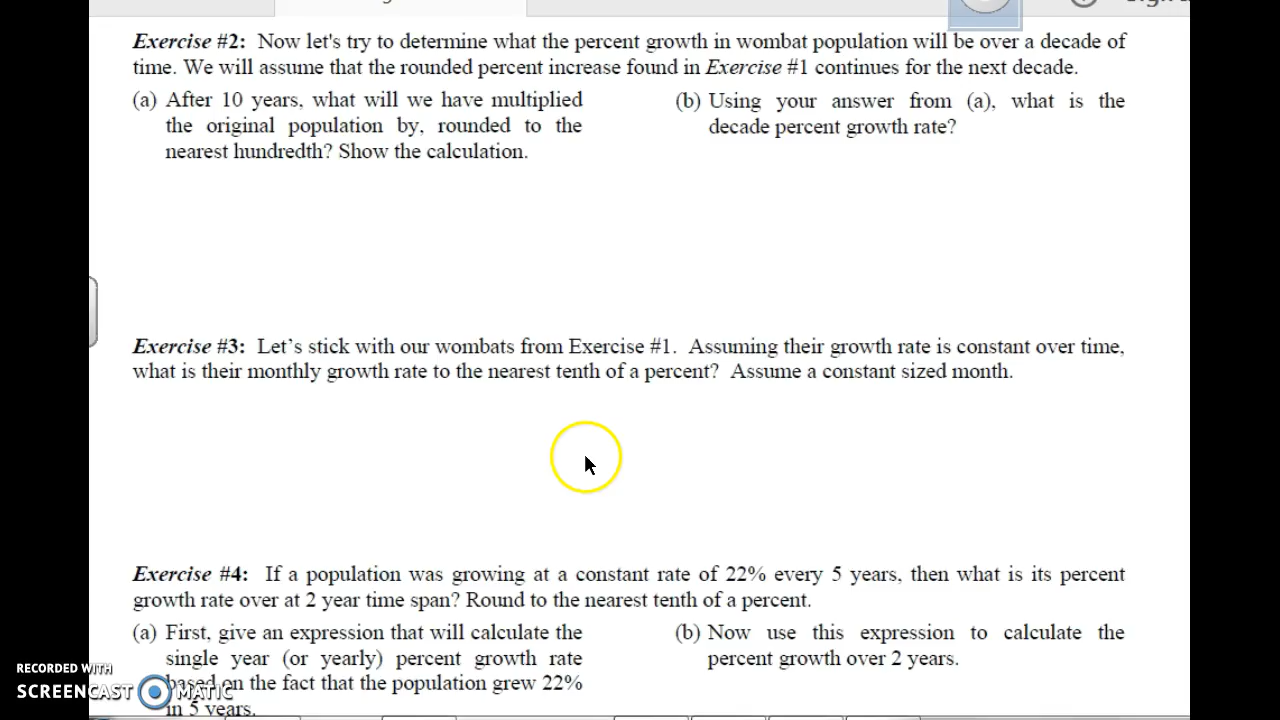 Exercise #2: Now let's try to determine what the percent growth in wombat population will be over a decade of
time. We will assume that the rounded percent increase found in Exercise #1 continues for the next decade.
(a) After 10 years, what will we have multiplied
the original population by, rounded to the
nearest hundredth? Show the calculation.
(b) Using your answer from (a), what is the
decade percent growth rate?
Exercise #3: Let's stick with our wombats from Exercise #1. Assuming their growth rate is constant over time,
what is their monthly growth rate to the nearest tenth of a percent? Assume a constant sized month.
Exercise #4: If a population was growing at a constant rate of 22% every 5 years, then what is its percent
growth rate over at 2 year time span? Round to the nearest tenth of a percent.
(a) First, give an expression that will calculate the
single year (or yearly) percent growth rate
based on the fact that the population grew 22%
in 5 years.
(b) Now use this expression to calculate the
percent growth over 2 years.
RECORDED WITH
SCREENCAST MATIC